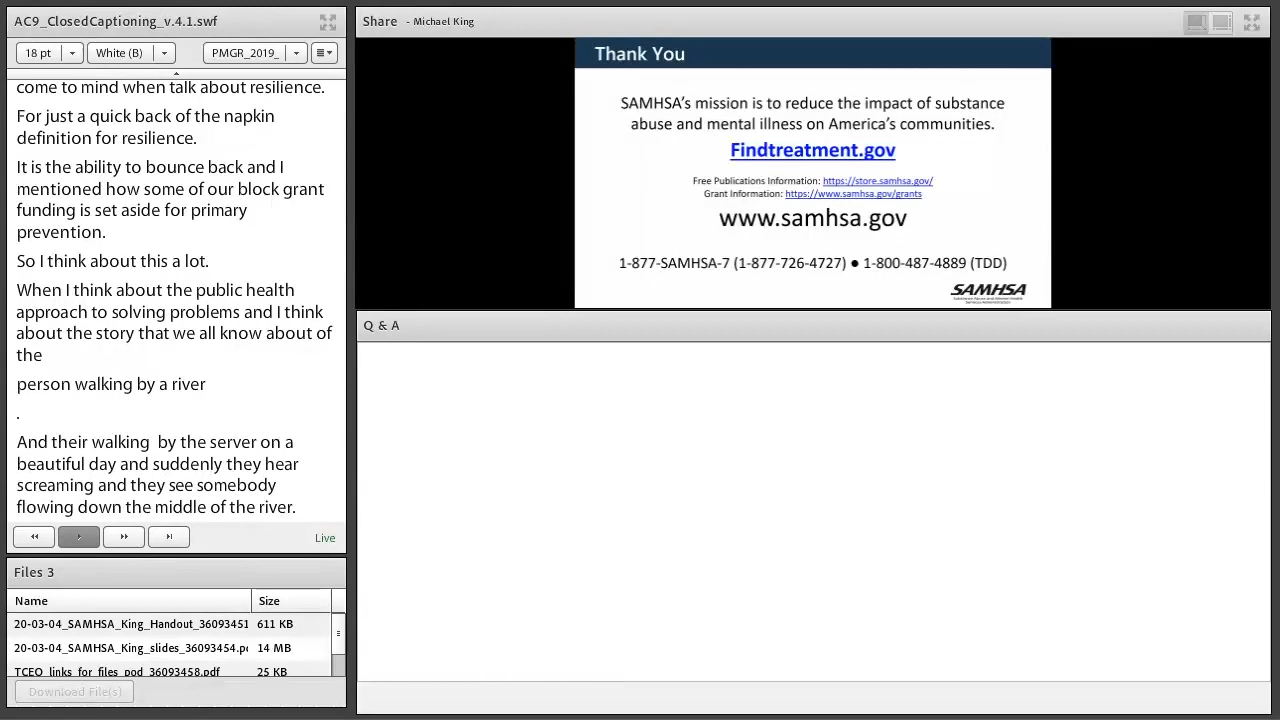 AC9_ClosedCaptioning_v.4.1.swf
18 pt
White (B)
PMGR_2019_
come to mind when talk about resilience.
For just a quick back of the napkin
definition for resilience.
It is the ability to bounce back and I
mentioned how some of our block grant
funding is set aside for primary
prevention.
So I think about this a lot.
When I think about the public health
approach to solving problems and I think
about the story that we all know about of
the
person walking by a river
.
And their walking  by the server on a
beautiful day and suddenly they hear
screaming and they see somebody
flowing down the middle of the river.
Live
Files 3
Name Size
20-03-04_SAMHSA_King_Handout_36093451 611 KB
20-03-04_SAMHSA_King_slides_36093454.p 14 MB
TCEO_links_for_files_pod_36093458.pdf 25 KB
Download File(s)
Share - Michael King
Thank You
SAMHSA's mission is to reduce the impact of substance
abuse and mental illness on America's communities.
Findtreatment.gov
Free Publications Information: https://store.samhsa.gov/
Grant Information: https://www.samhsa.gov/grants
www.samhsa.gov
1-877-SAMHSA-7 (1-877-726-4727) ● 1-800-487-4889 (TDD)
SAMHSA
Q & A